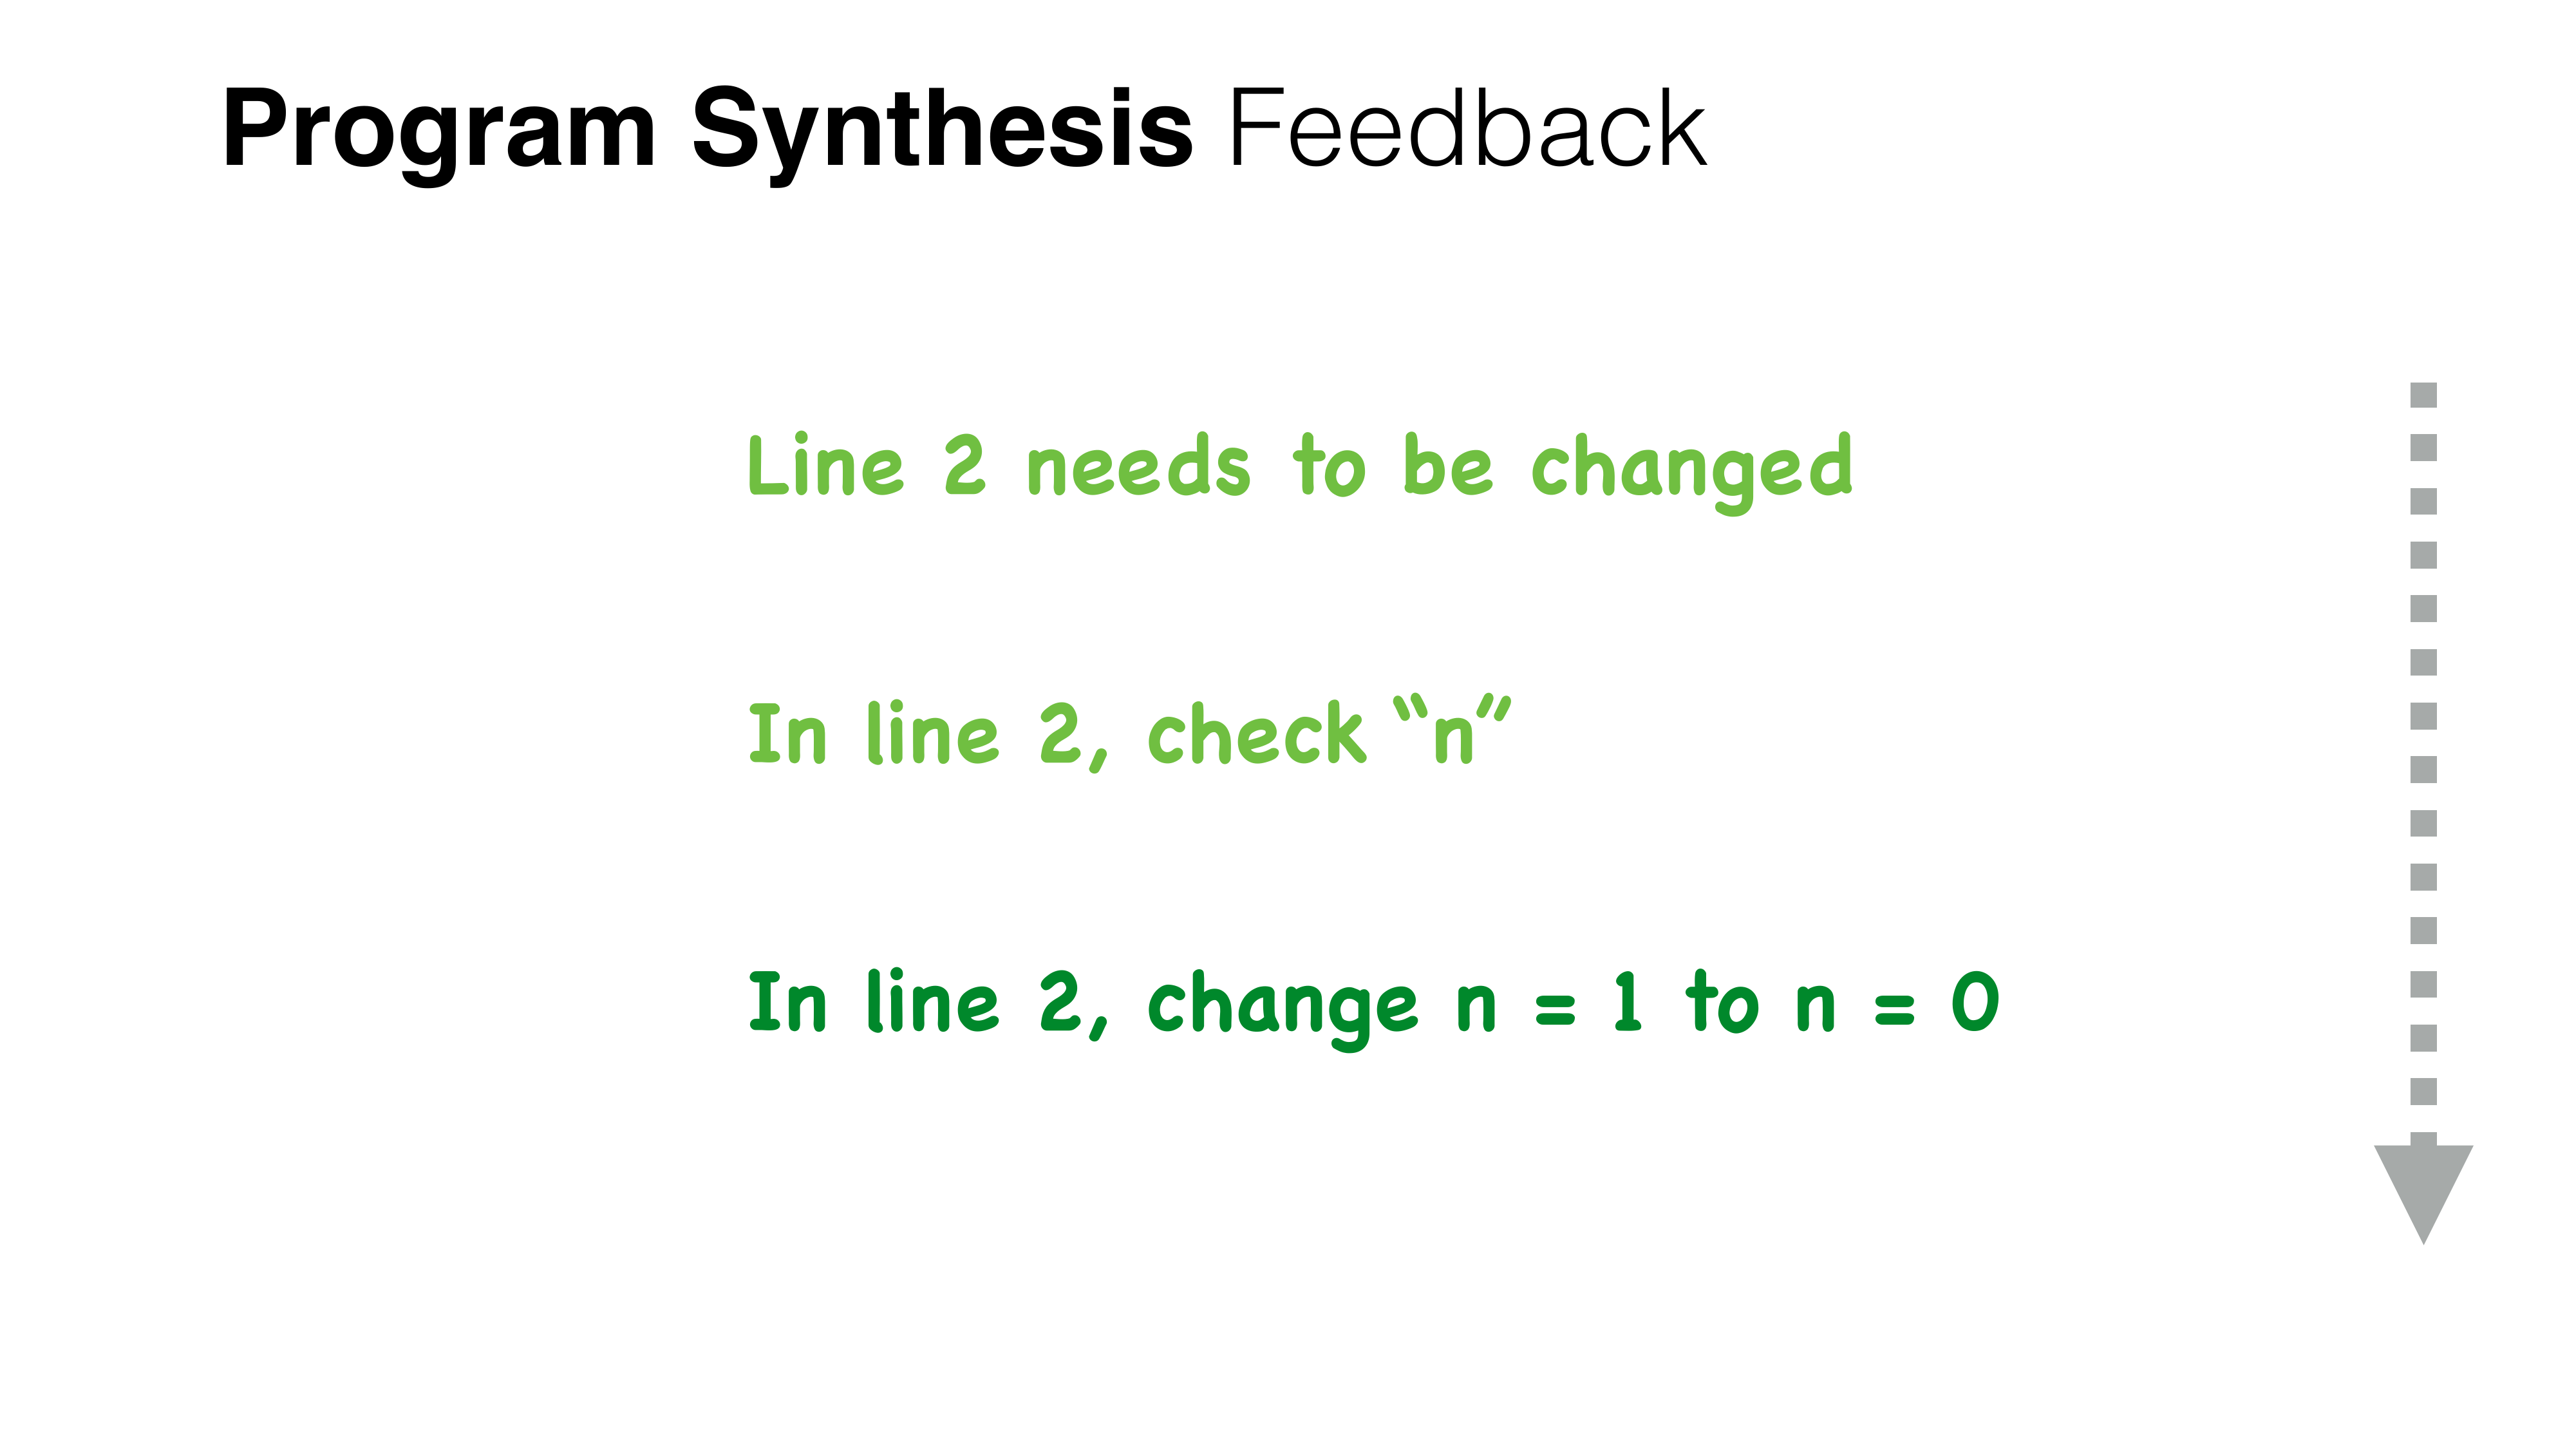 Program Synthesis Feedback
Line 2 needs to be changed
In line 2, check “n”
In line 2, change n = 1 to n = 0